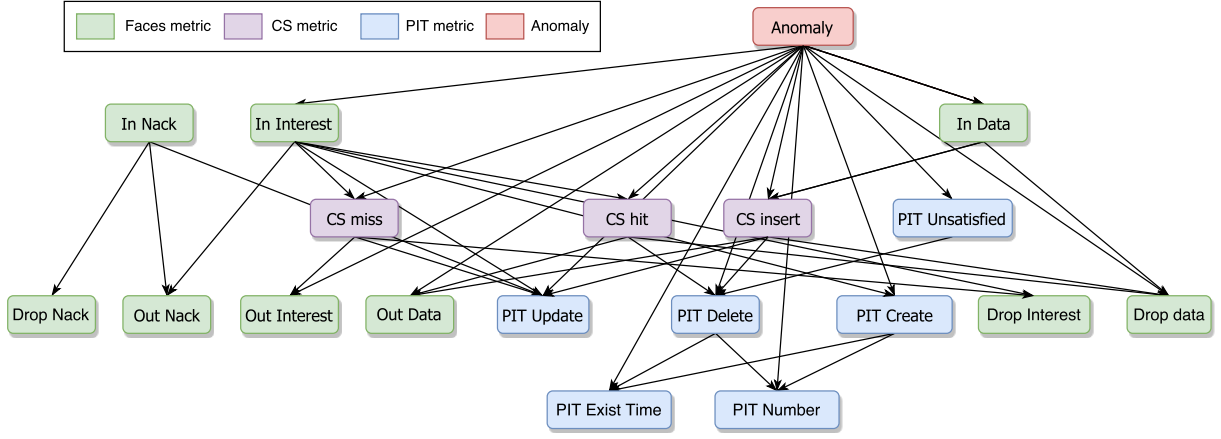 Faces metric
CS metric
PIT metric
Anomaly
Anomaly
In Nack
In Interest
In Data
CS miss
CS hit
CS insert
PIT Unsatisfied
Drop Nack
Out Nack
Out Interest
Out Data
PIT Update
PIT Delete
PIT Create
Drop Interest
Drop data
PIT Exist Time
PIT Number